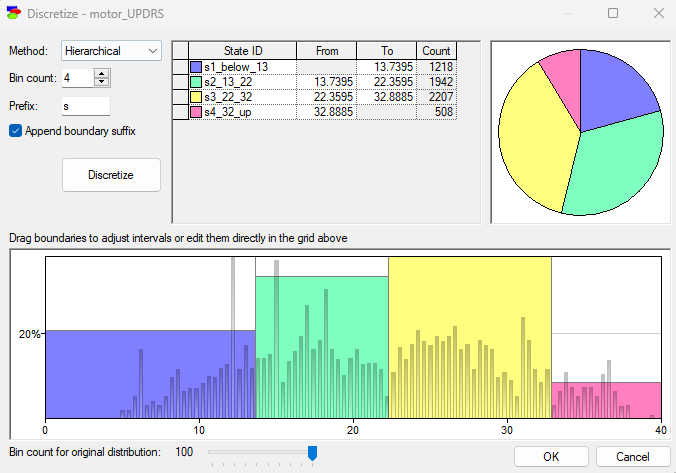 Discretize - motor_UPDRS
Method: Hierarchical
Bin count: 4
Prefix: s
Append boundary suffix
Discretize
State ID From To Count
s1_below_13 13.7395 1218
s2_13_22 13.7395 22.3595 1942
s3_22_32 22.3595 32.8885 2207
s4_32_up 32.8885 508
Drag boundaries to adjust intervals or edit them directly in the grid above
20%
0 10 20 30 40
Bin count for original distribution: 100
OK Cancel